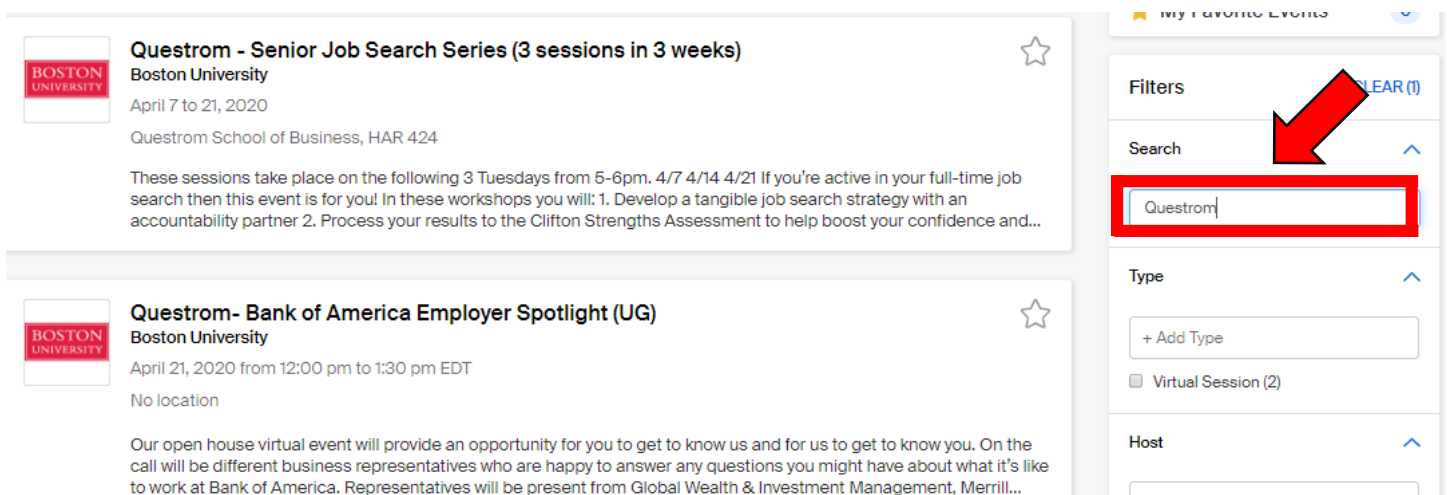 My Favorite Events
Questrom - Senior Job Search Series (3 sessions in 3 weeks)
BOSTON
UNIVERSITY
Boston University
April 7 to 21, 2020
Questrom School of Business, HAR 424
These sessions take place on the following 3 Tuesdays from 5-6pm. 4/7 4/14 4/21 If you're active in your full-time job
search then this event is for you! In these workshops you will: 1. Develop a tangible job search strategy with an
accountability partner 2. Process your results to the Clifton Strengths Assessment to help boost your confidence and...
Questrom- Bank of America Employer Spotlight (UG)
BOSTON
UNIVERSITY
Boston University
April 21, 2020 from 12:00 pm to 1:30 pm EDT
No location
Our open house virtual event will provide an opportunity for you to get to know us and for us to get to know you. On the
call will be different business representatives who are happy to answer any questions you might have about what it's like
to work at Bank of America. Representatives will be present from Global Wealth & Investment Management, Merrill...
Filters
LEAR (1)
Search
Questrom
Type
+ Add Type
Virtual Session (2)
Host